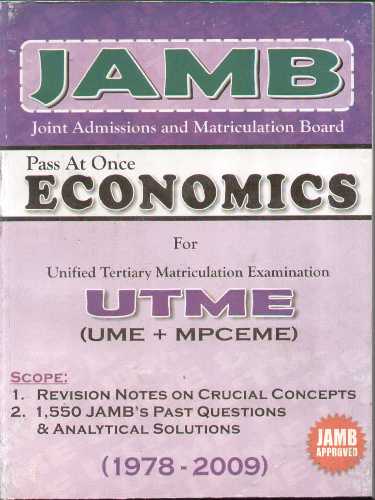 JAMB
Joint Admissions and Matriculation Board
Pass At Once
ECONOMICS
For
Unified Tertiary Matriculation Examination
UTME
(UME + MPCEME)
SCOPE:
1. REVISION NOTES ON CRUCIAL CONCEPTS
2. 1,550 JAMB's PAST QUESTIONS
& ANALYTICAL SOLUTIONS
JAMB
APPROVED
(1978 - 2009)